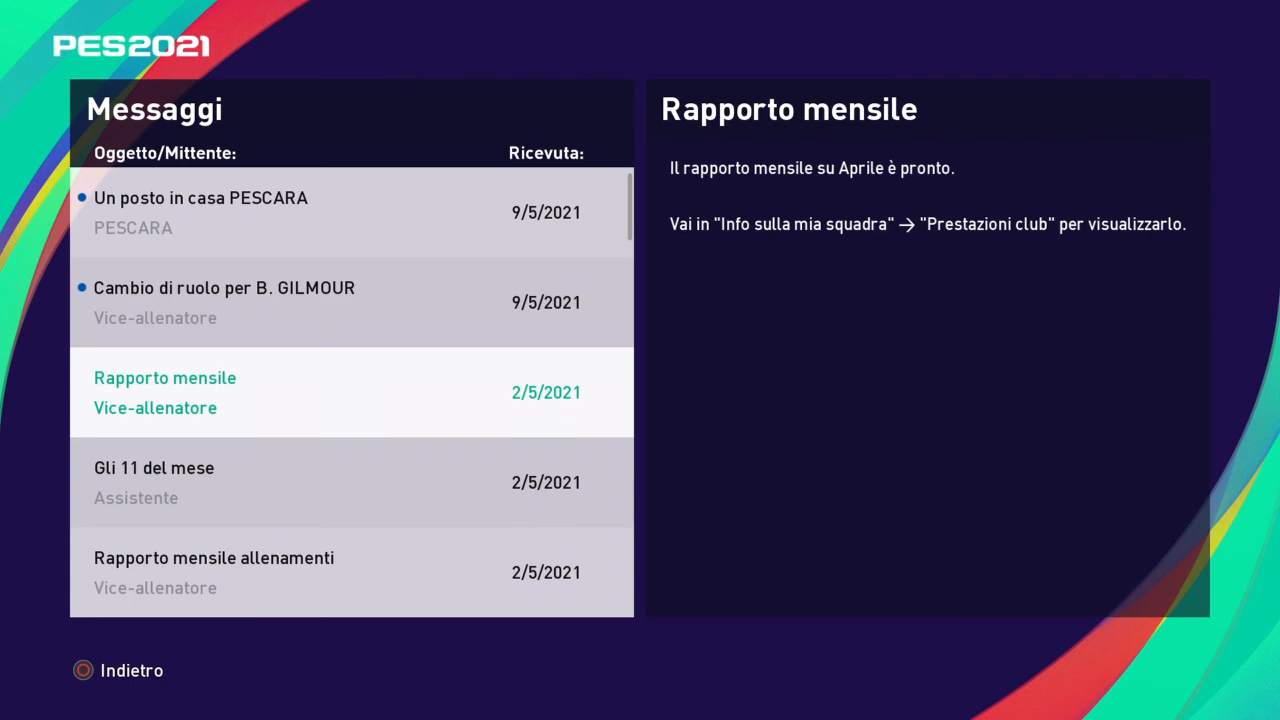 PES2021
Messaggi
Oggetto/Mittente:
Ricevuta:
Un posto in casa PESCARA
PESCARA
9/5/2021
Cambio di ruolo per B. GILMOUR
Vice-allenatore
9/5/2021
Rapporto mensile
Vice-allenatore
2/5/2021
Gli 11 del mese
Assistente
2/5/2021
Rapporto mensile allenamenti
Vice-allenatore
2/5/2021
Rapporto mensile
Il rapporto mensile su Aprile è pronto.
Vai in "Info sulla mia squadra" → "Prestazioni club" per visualizzarlo.
Indietro